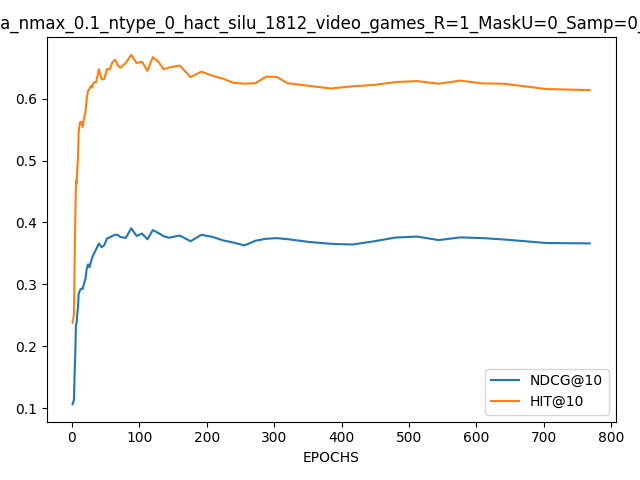 a_nmax_0.1_ntype_0_hact_silu_1812_video_games_R=1_MaskU=0_Samp=0_
0.6
0.5
0.4
0.3
0.2
0.1
0 100 200 300 400 500 600 700 800
EPOCHS
NDCG@10
HIT@10